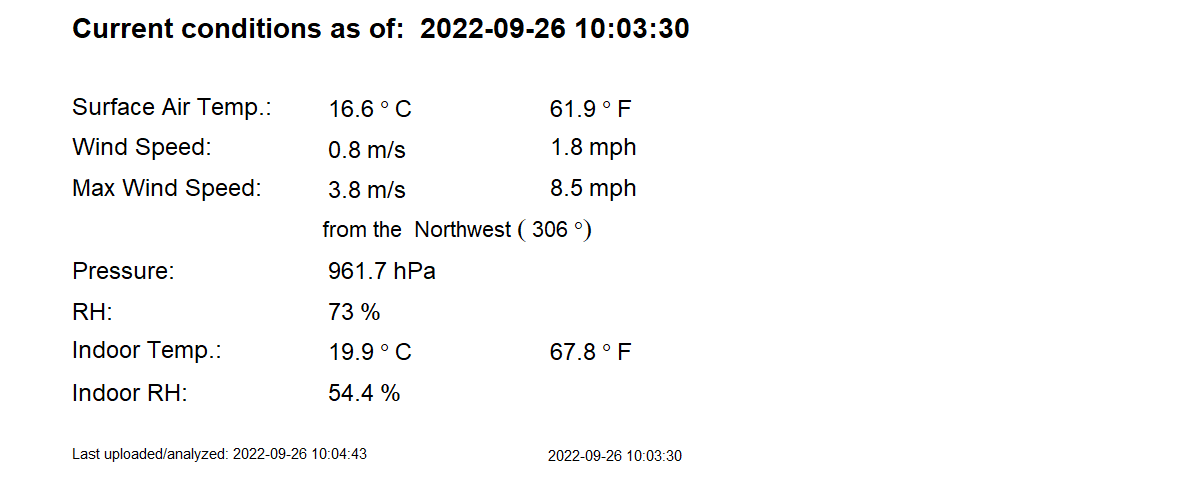 Current conditions as of:  2022-09-26 10:03:30
Surface Air Temp.: 16.6 ° C 61.9 ° F
Wind Speed: 0.8 m/s 1.8 mph
Max Wind Speed: 3.8 m/s 8.5 mph
from the  Northwest ( 306 °)
Pressure: 961.7 hPa
RH: 73 %
Indoor Temp.: 19.9 ° C 67.8 ° F
Indoor RH: 54.4 %
Last uploaded/analyzed: 2022-09-26 10:04:43 2022-09-26 10:03:30